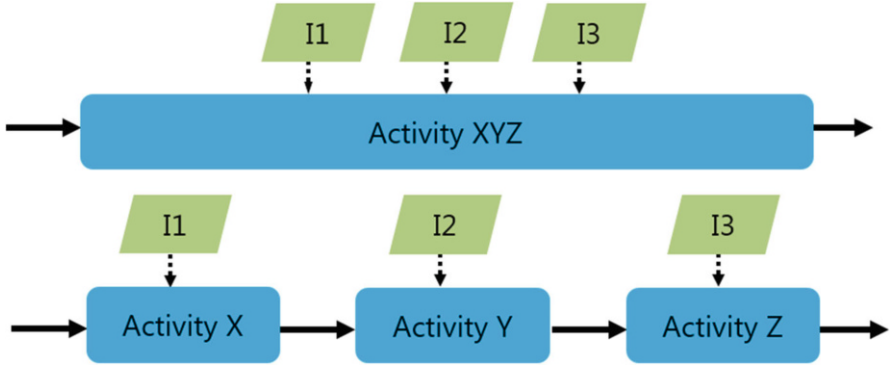 I1
I2
I3
Activity XYZ
I1
I2
I3
Activity X
Activity Y
Activity Z